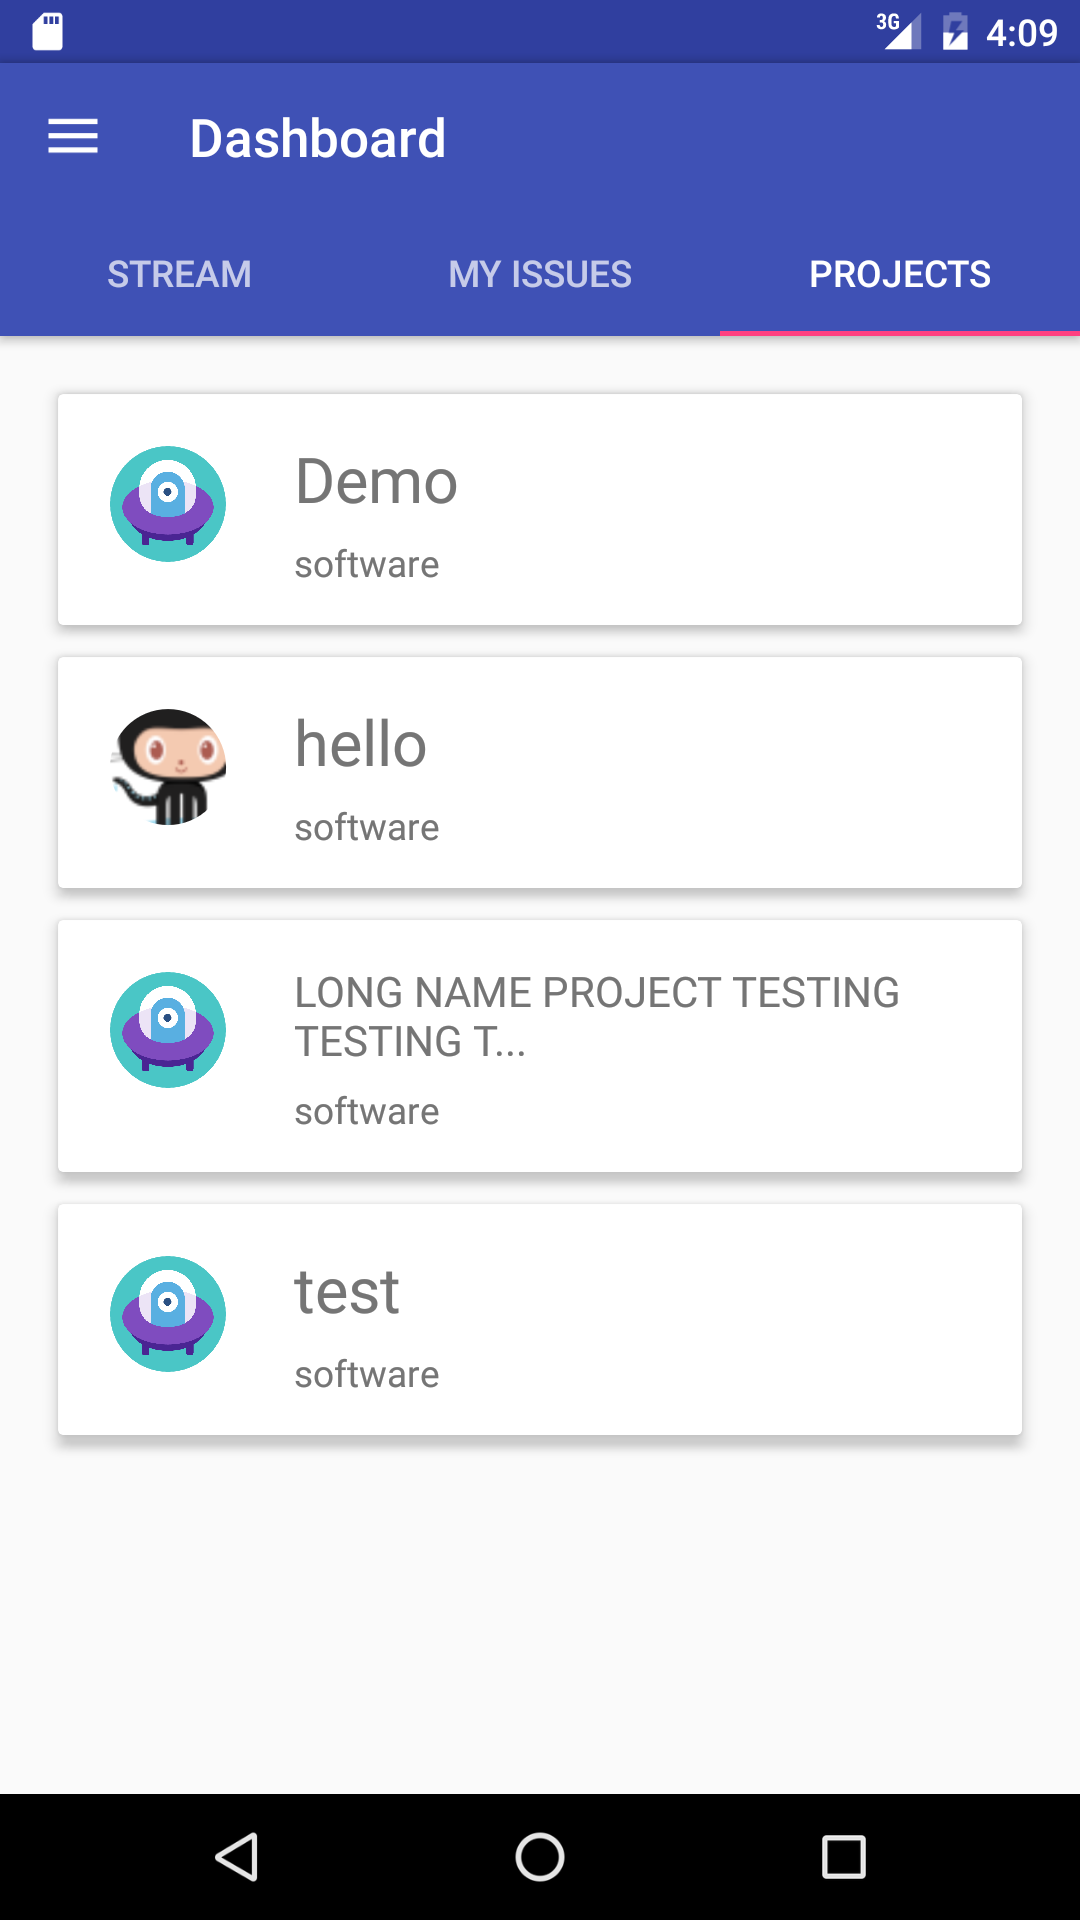 3G 4:09
Dashboard
STREAM MY ISSUES PROJECTS
Demo
software
hello
software
LONG NAME PROJECT TESTING
TESTING T...
software
test
software